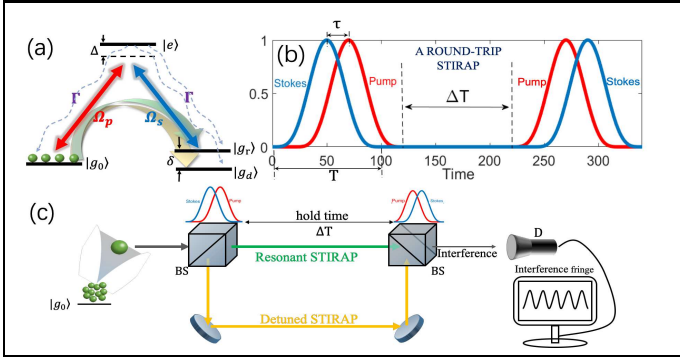 (a)
Δ
|e⟩
Γ
Γ
Ω_p
Ω_s
|g_0⟩
|g_r⟩
δ
|g_d⟩
(b)
τ
A ROUND-TRIP
STIRAP
1
0.5
0
Stokes
Pump
ΔT
Pump
Stokes
0
50
100
150
200
250
300
T
Time
(c)
Stokes
Pump
hold time
ΔT
Pump
Stokes
BS
BS
Resonant STIRAP
Interference
D
Interference fringe
|g_0⟩
Detuned STIRAP